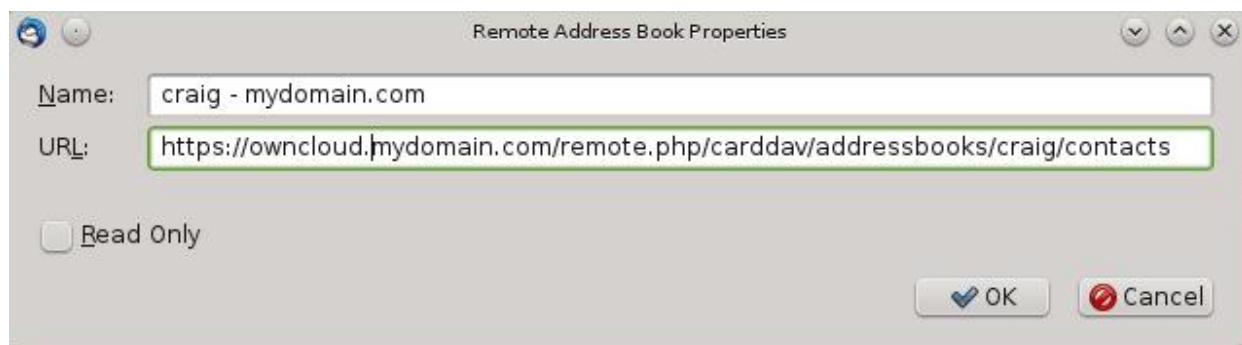 Remote Address Book Properties
Name: craig - mydomain.com
URL: https://owncloud.mydomain.com/remote.php/carddav/addressbooks/craig/contacts
Read Only
OK Cancel